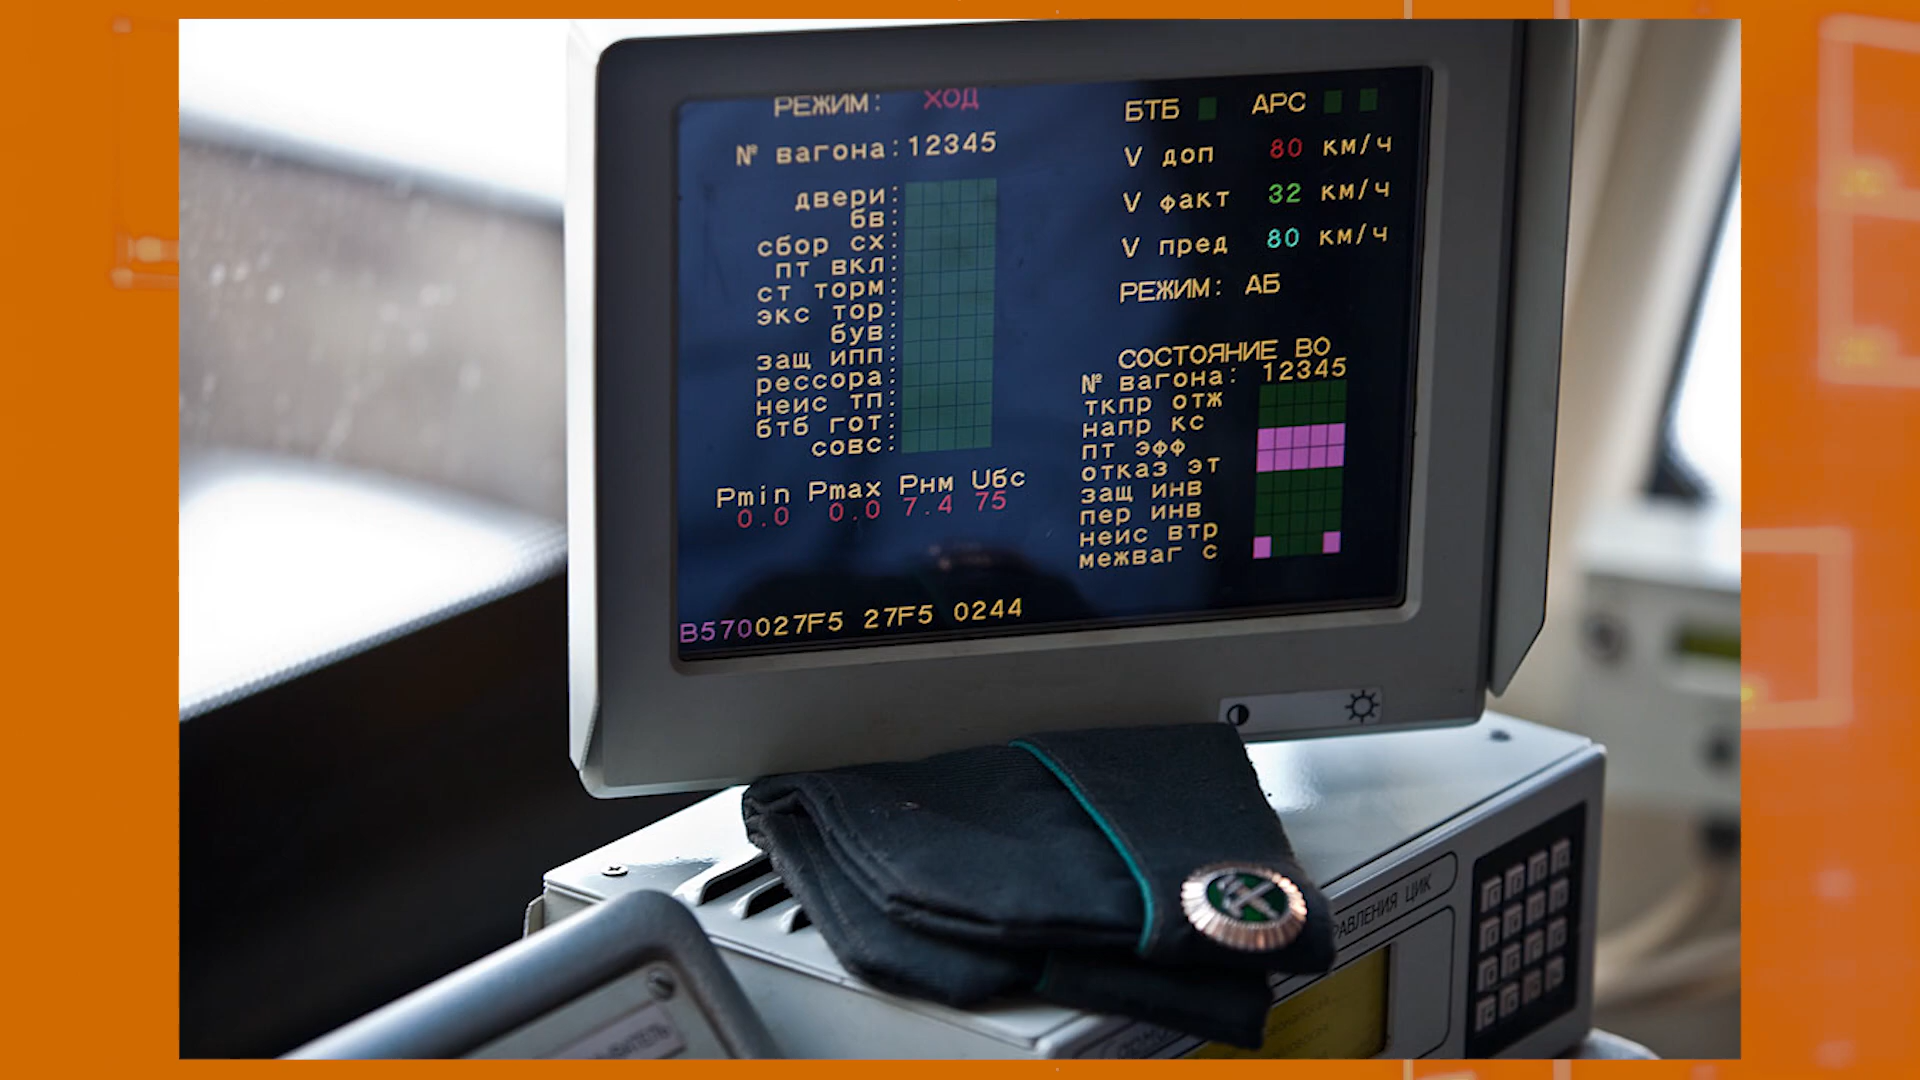 РЕЖИМ: ХОД
№ вагона:12345
двери:
бв:
сбор сх:
пт вкл:
ст торм:
экс тор:
був:
защ ипп:
рессора:
неис тп:
бтб гот:
совс:
Pmin Pmax Рнм Uбс
0.0 0.0 7.4 75
B570027F5 27F5 0244
БТБ АРС
V доп 80 км/ч
V факт 32 км/ч
V пред 80 км/ч
РЕЖИМ: АБ
СОСТОЯНИЕ ВО
№ вагона: 12345
ткпр отж
напр кс
пт эфф
отказ эт
защ инв
пер инв
неис втр
межваг с
РАВЛЕНИЯ ЦИК